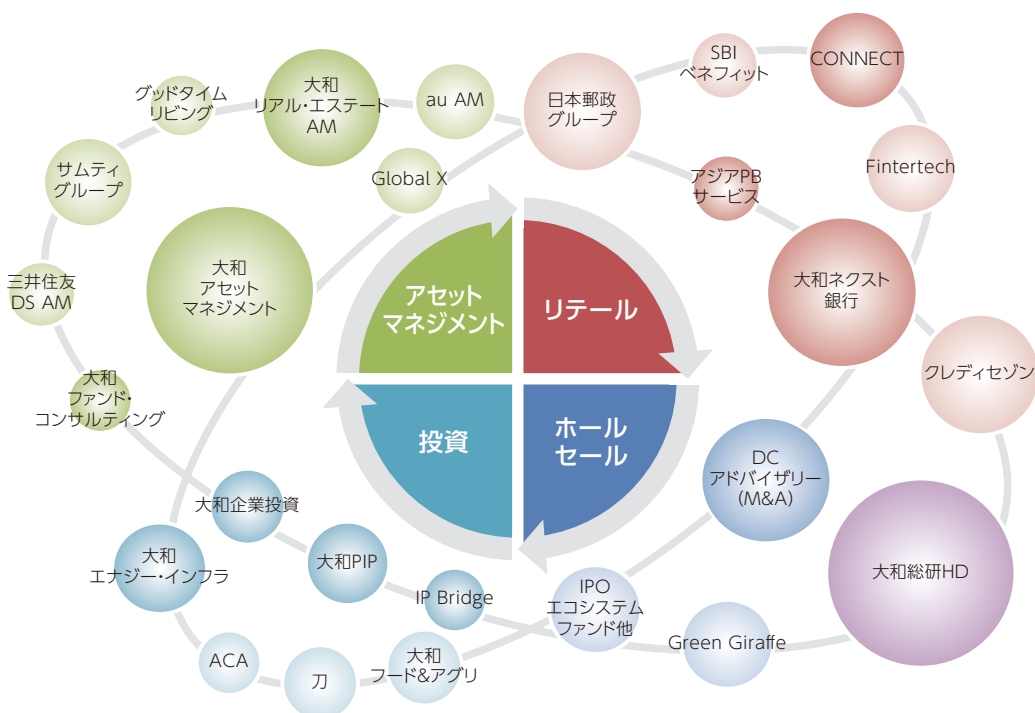 SBI
ベネフィット
CONNECT
グッドタイム
リビング
大和
リアル・エステート
AM
au AM
日本郵政
グループ
サムティ
グループ
Global X
アジアPB
サービス
Fintertech
三井住友
DS AM
大和
アセット
マネジメント
アセット
マネジメント
リテール
大和ネクスト
銀行
大和
ファンド・
コンサルティング
クレディセゾン
投資
ホール
セール
DC
アドバイザリー
(M&A)
大和企業投資
大和
エナジー・インフラ
大和PIP
IP Bridge
IPO
エコシステム
ファンド他
大和総研HD
ACA
刀
大和
フード&アグリ
Green Giraffe